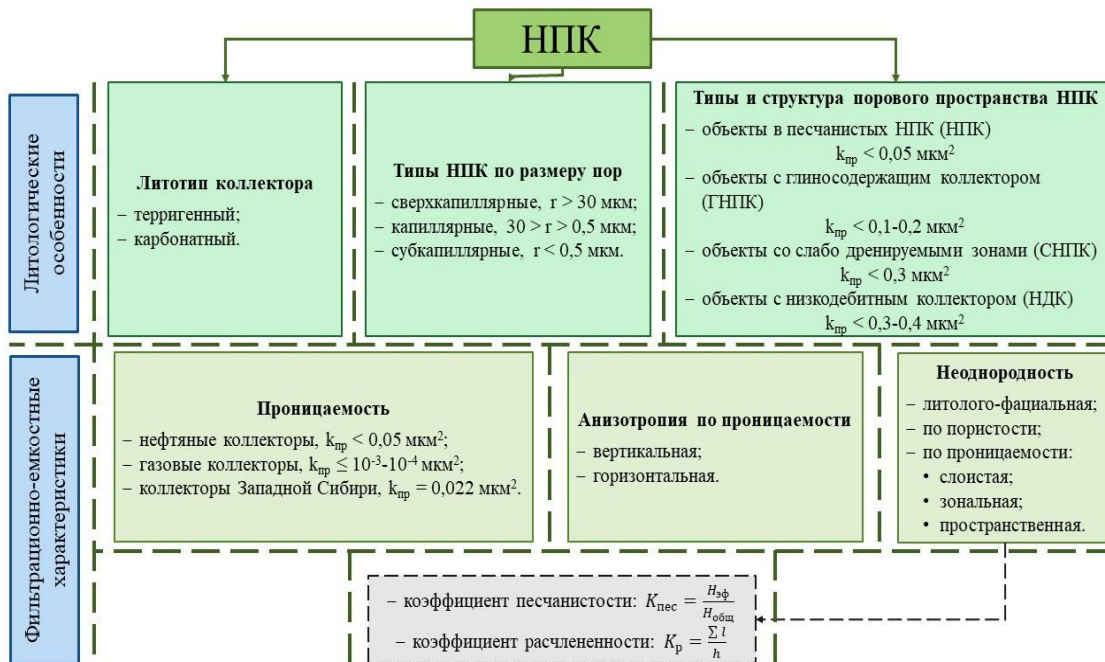 НПК
Литологические
особенности
Литотип коллектора
– терригенный;
– карбонатный.
Типы НПК по размеру пор
– сверхкапиллярные, r > 30 мкм;
– капиллярные, 30 > r > 0,5 мкм;
– субкапиллярные, r < 0,5 мкм.
Типы и структура порового пространства НПК
– объекты в песчанистых НПК (НПК)
kпр < 0,05 мкм²
– объекты с глиносодержащим коллектором
(ГНПК)
kпр < 0,1-0,2 мкм²
– объекты со слабо дренируемыми зонами (СНПК)
kпр < 0,3 мкм²
– объекты с низкодебитным коллектором (НДК)
kпр < 0,3-0,4 мкм²
Фильтрационно-емкостные
характеристики
Проницаемость
– нефтяные коллекторы, kпр < 0,05 мкм²;
– газовые коллекторы, kпр ≤ 10⁻³-10⁻⁴ мкм²;
– коллекторы Западной Сибири, kпр = 0,022 мкм².
Анизотропия по проницаемости
– вертикальная;
– горизонтальная.
Неоднородность
– литолого-фациальная;
– по пористости;
– по проницаемости:
• слоистая;
• зональная;
• пространственная.
– коэффициент песчанистости: Kпес = Hэф / Hобщ
– коэффициент расчлененности: Kр = ∑ l / h